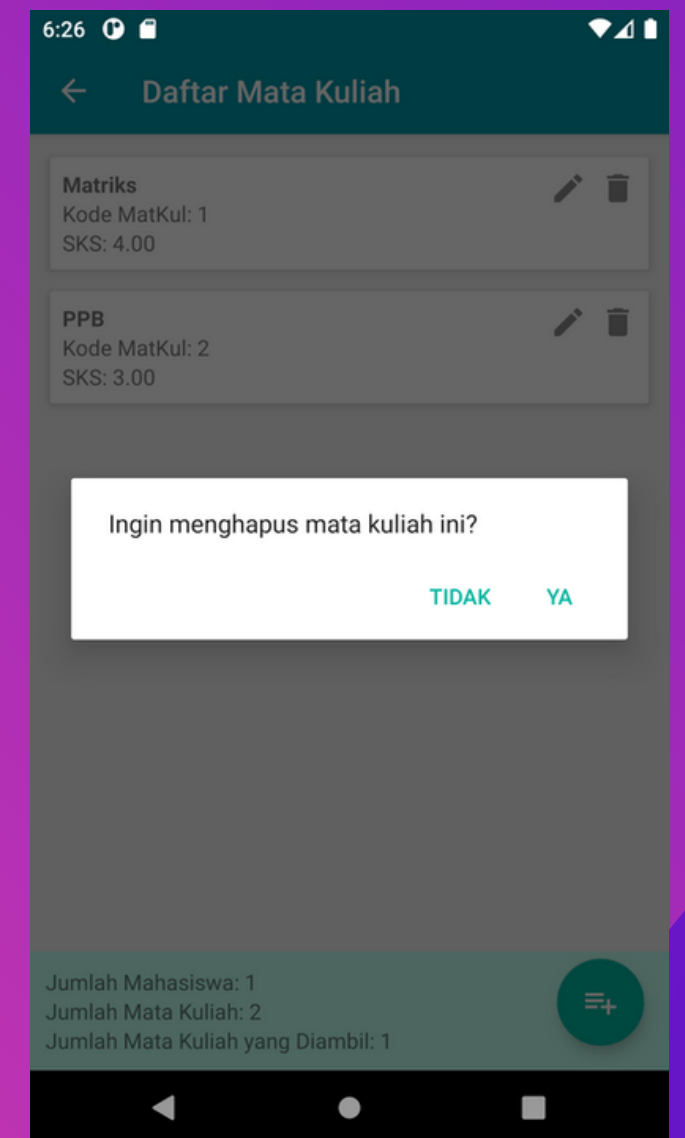 6:26
Daftar Mata Kuliah
Matriks
Kode MatKul: 1
SKS: 4.00
PPB
Kode MatKul: 2
SKS: 3.00
Ingin menghapus mata kuliah ini?
TIDAK YA
Jumlah Mahasiswa: 1
Jumlah Mata Kuliah: 2
Jumlah Mata Kuliah yang Diambil: 1